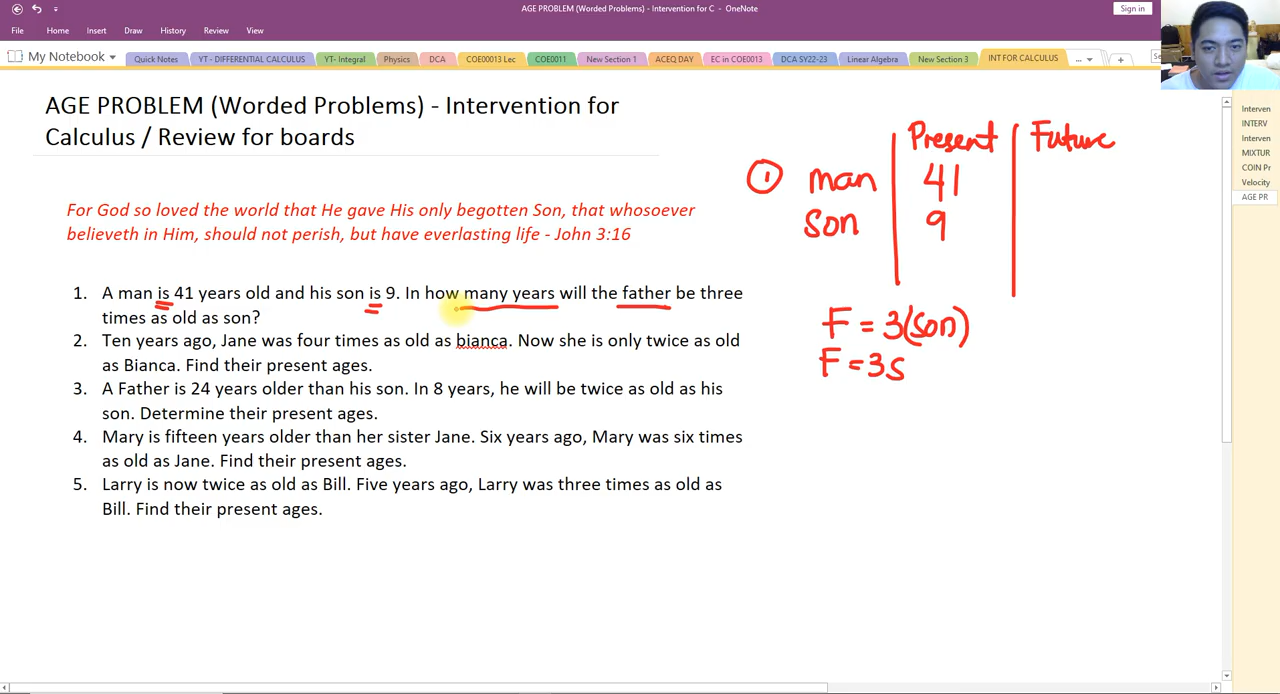 AGE PROBLEM (Worded Problems) - Intervention for C - OneNote
Sign in
File Home Insert Draw History Review View
My Notebook
Quick Notes
YT - DIFFERENTIAL CALCULUS
YT- Integral
Physics
DCA
COE00013 Lec
COE0011
New Section 1
ACEQ DAY
EC in COE0013
DCA SY22-23
Linear Algebra
New Section 3
INT FOR CALCULUS
...
+
Se
AGE PROBLEM (Worded Problems) - Intervention for
Calculus / Review for boards
For God so loved the world that He gave His only begotten Son, that whosoever
believeth in Him, should not perish, but have everlasting life - John 3:16
1. A man is 41 years old and his son is 9. In how many years will the father be three
times as old as son?
2. Ten years ago, Jane was four times as old as bianca. Now she is only twice as old
as Bianca. Find their present ages.
3. A Father is 24 years older than his son. In 8 years, he will be twice as old as his
son. Determine their present ages.
4. Mary is fifteen years older than her sister Jane. Six years ago, Mary was six times
as old as Jane. Find their present ages.
5. Larry is now twice as old as Bill. Five years ago, Larry was three times as old as
Bill. Find their present ages.
Present Future
1 man 41
son 9
F = 3(son)
F = 3s
Interven
INTERV
Interven
MIXTUR
COIN Pr
Velocity
AGE PR